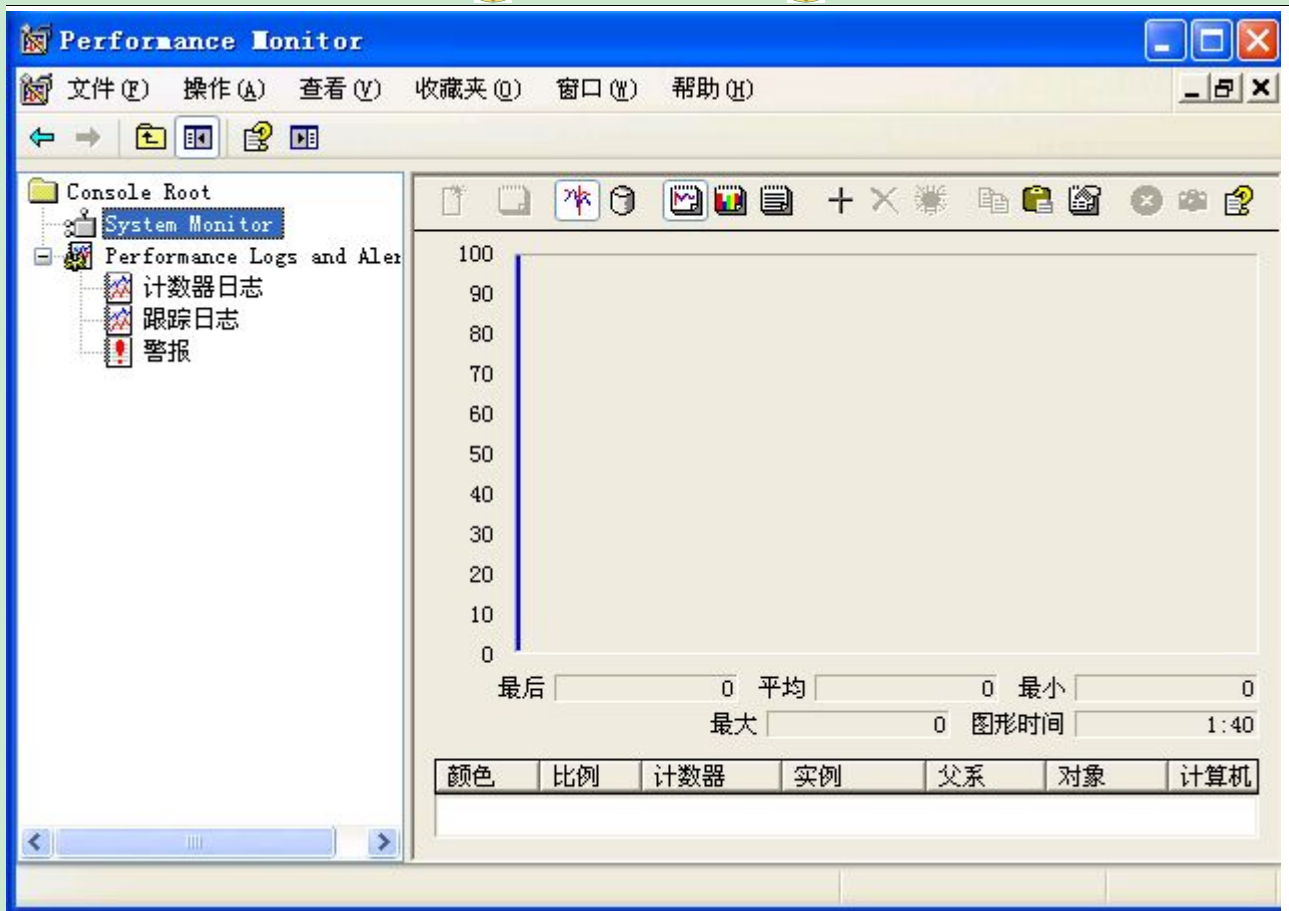 Performance Monitor
文件(F) 操作(A) 查看(V) 收藏夹(O) 窗口(W) 帮助(H)
Console Root
System Monitor
Performance Logs and Aler
计数器日志
跟踪日志
警报
100
90
80
70
60
50
40
30
20
10
0
最后 0 平均 0 最小 0
最大 0 图形时间 1:40
颜色 比例 计数器 实例 父系 对象 计算机